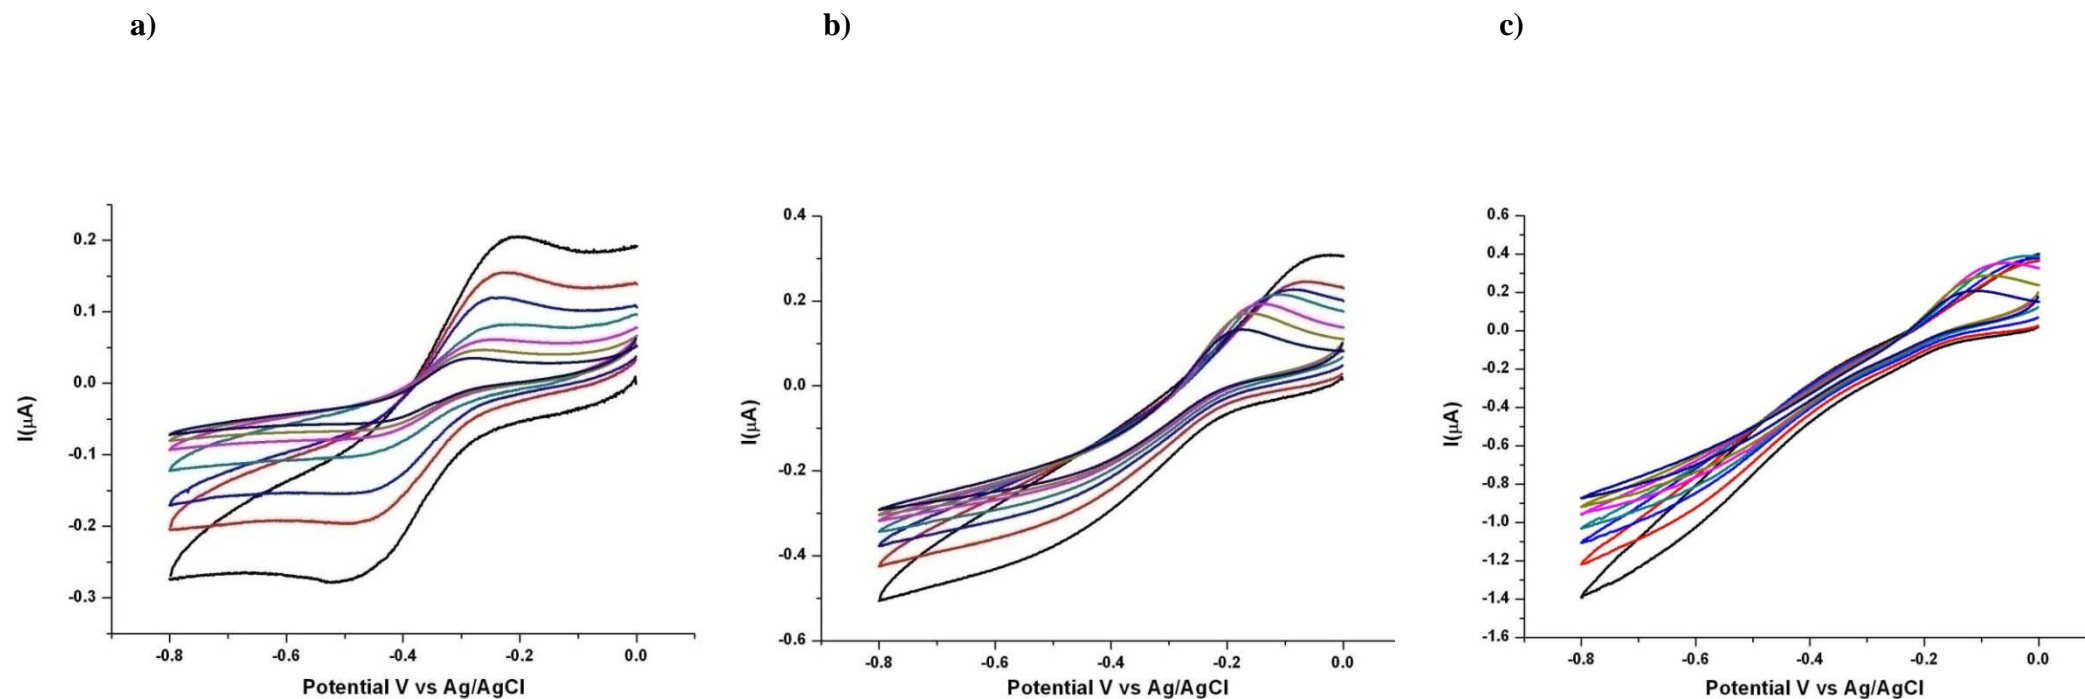 a)
b)
c)
0.2
0.1
0.0
-0.1
-0.2
-0.3
I(μA)
-0.8 -0.6 -0.4 -0.2 0.0
Potential V vs Ag/AgCl
0.4
0.2
0.0
-0.2
-0.4
-0.6
I(μA)
-0.8 -0.6 -0.4 -0.2 0.0
Potential V vs Ag/AgCl
0.6
0.4
0.2
0.0
-0.2
-0.4
-0.6
-0.8
-1.0
-1.2
-1.4
-1.6
I(μA)
-0.8 -0.6 -0.4 -0.2 0.0
Potential V vs Ag/AgCl